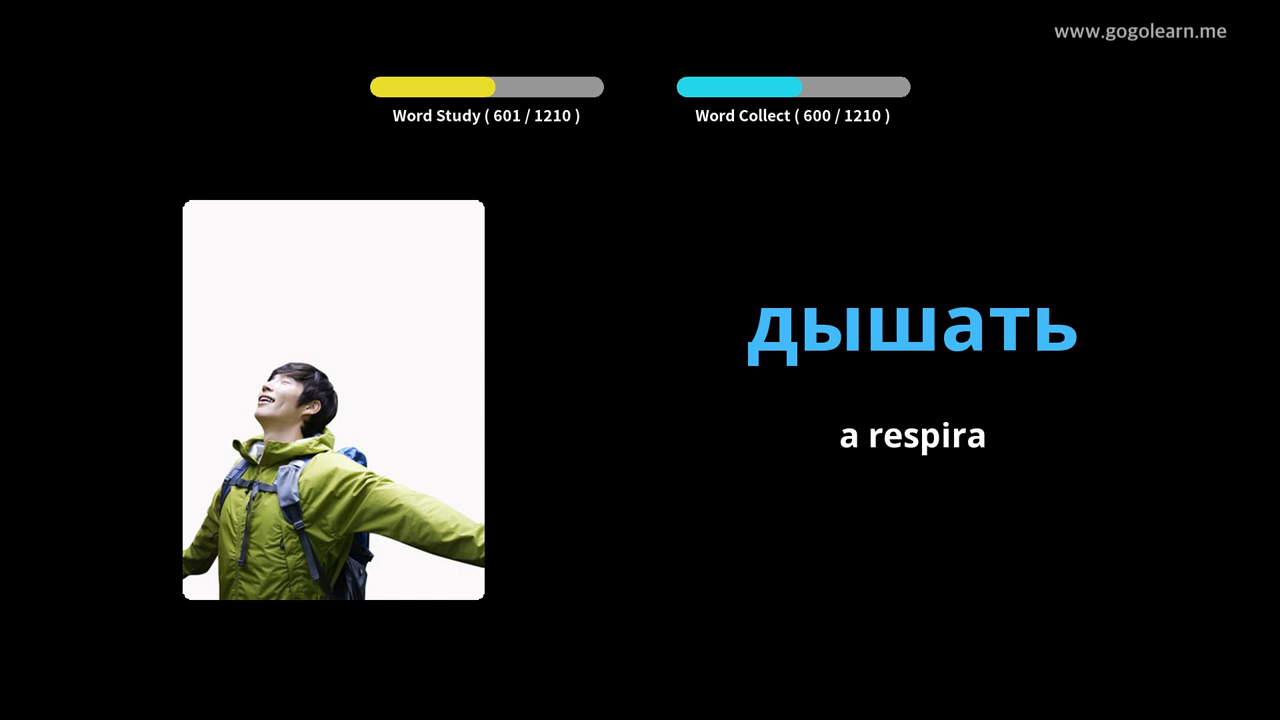 www.gogolearn.me
Word Study ( 601 / 1210 )
Word Collect ( 600 / 1210 )
дышать
a respira